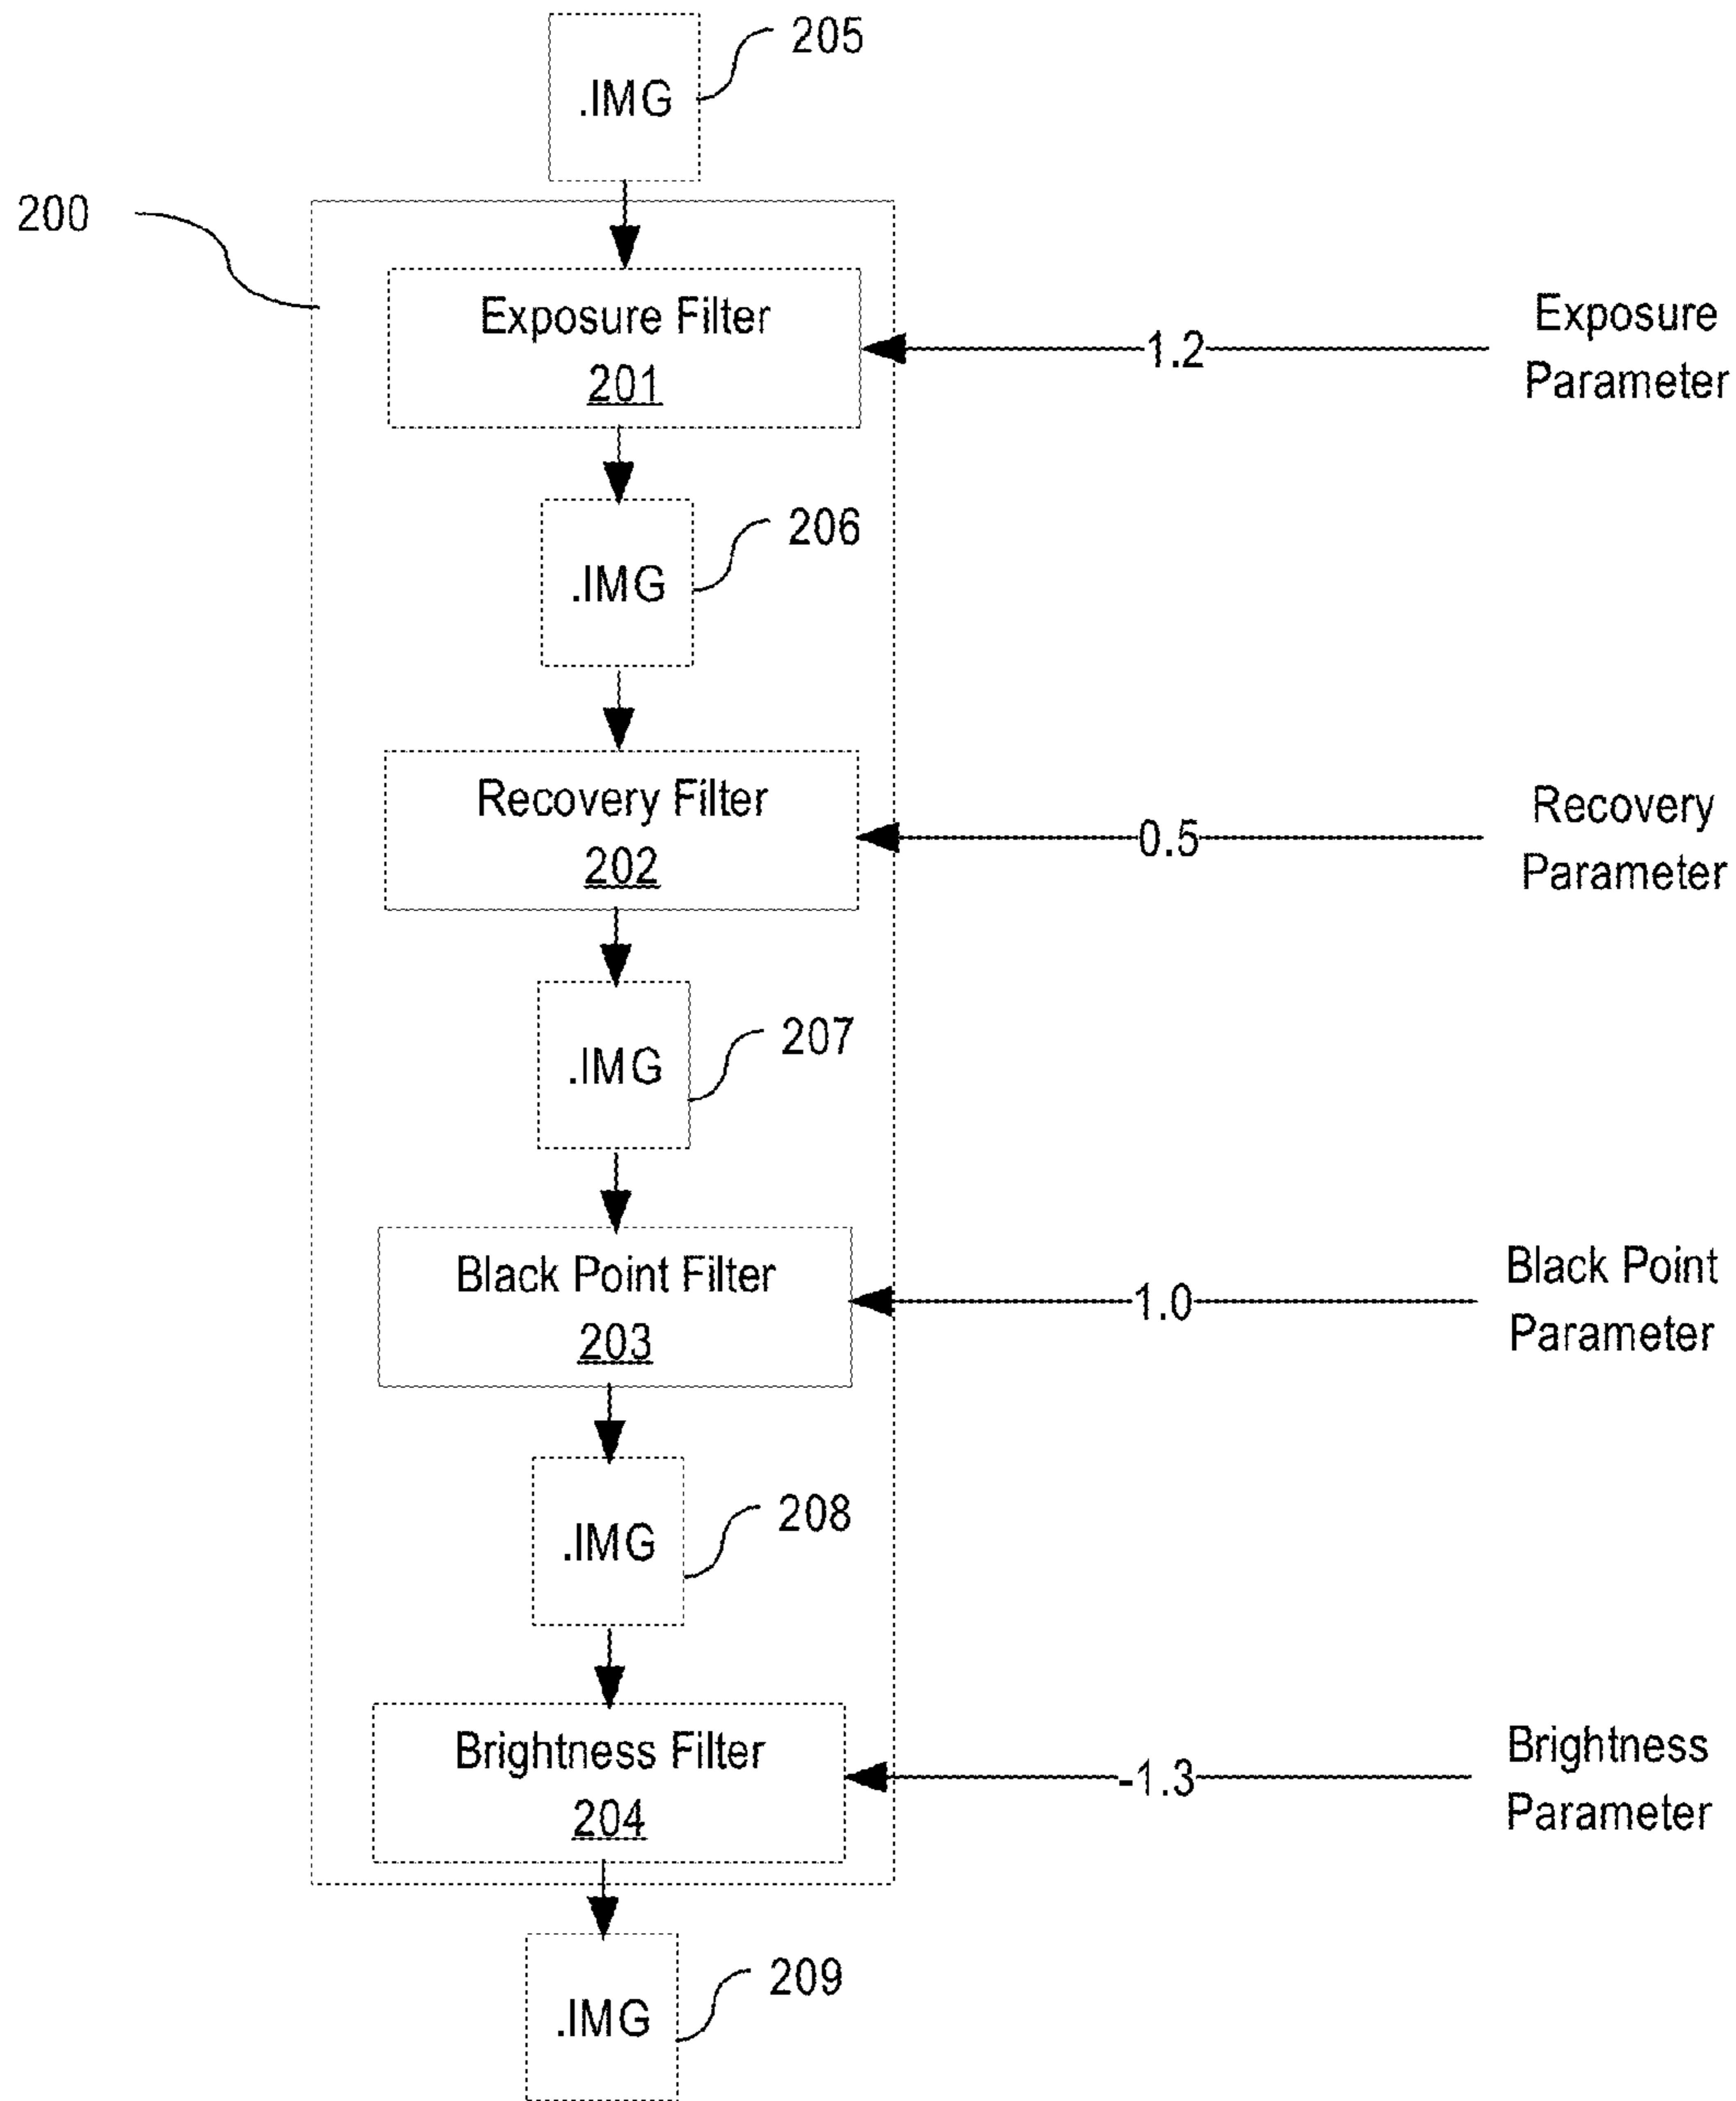 205
.IMG
200
Exposure Filter
201
1.2
Exposure
Parameter
206
.IMG
Recovery Filter
202
0.5
Recovery
Parameter
207
.IMG
Black Point Filter
203
1.0
Black Point
Parameter
208
.IMG
Brightness Filter
204
-1.3
Brightness
Parameter
209
.IMG